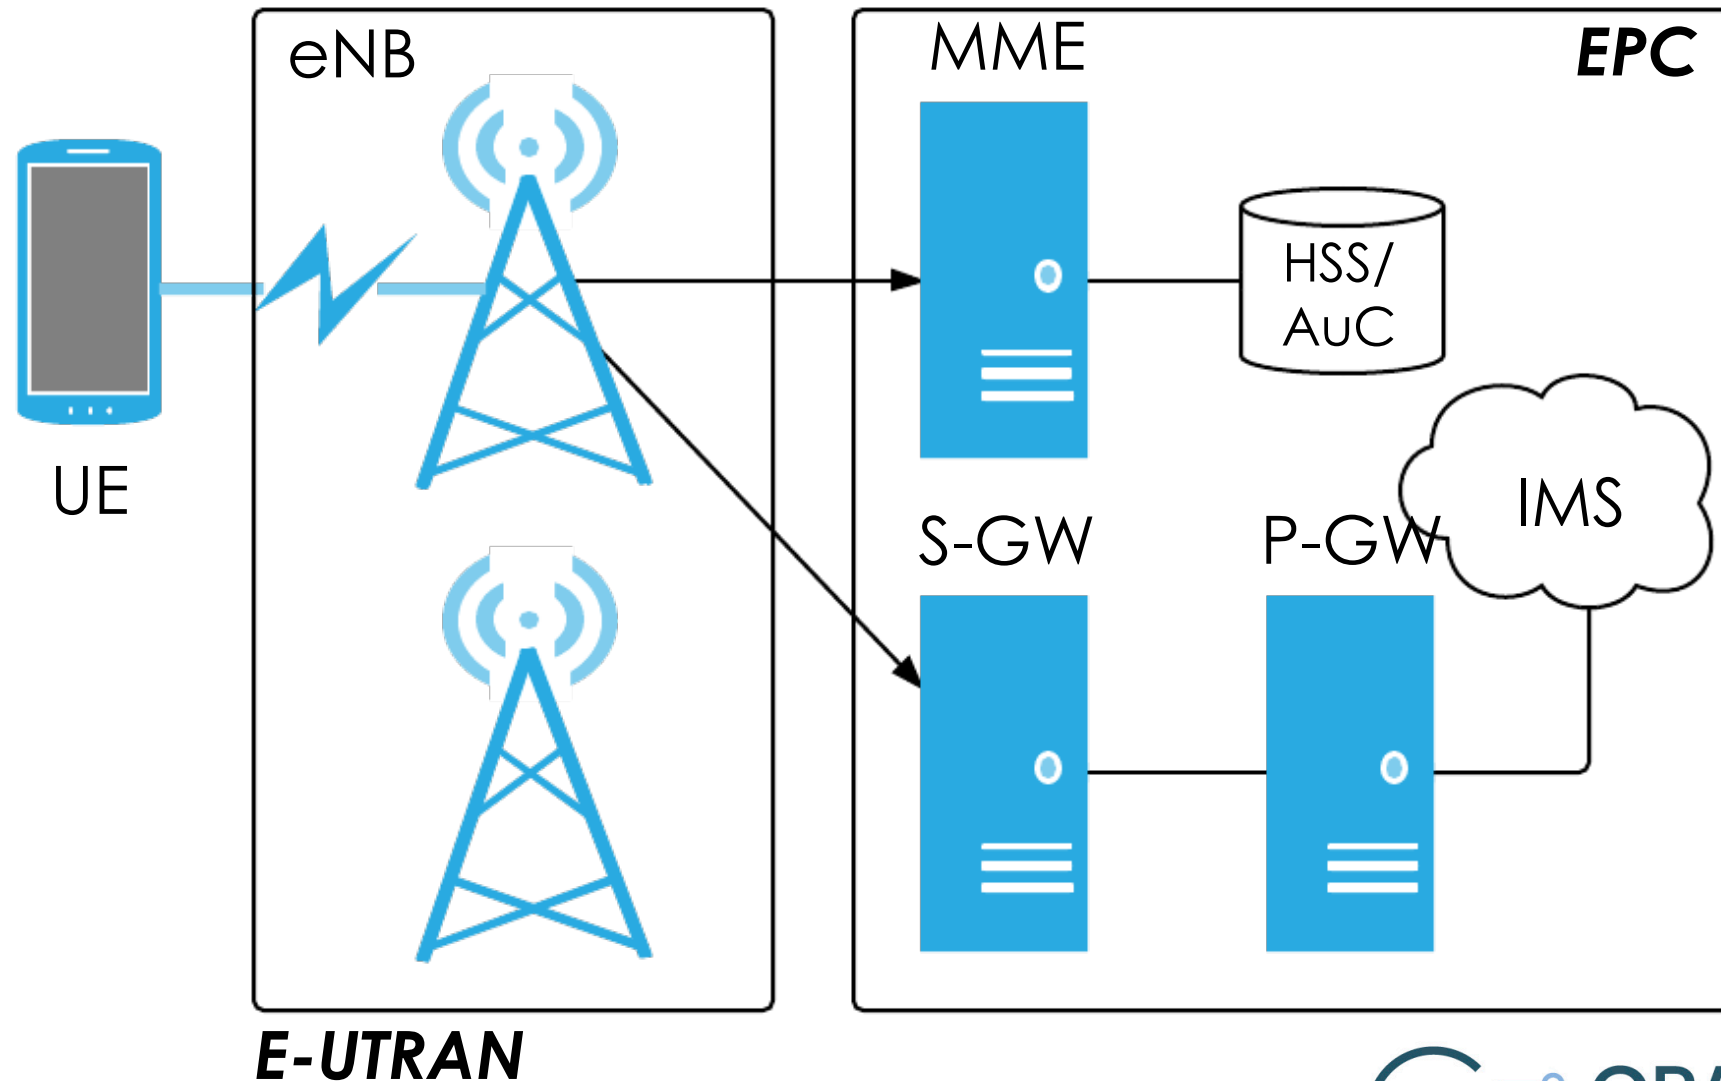 eNB
MME
EPC
HSS/
AuC
UE
IMS
S-GW
P-GW
E-UTRAN